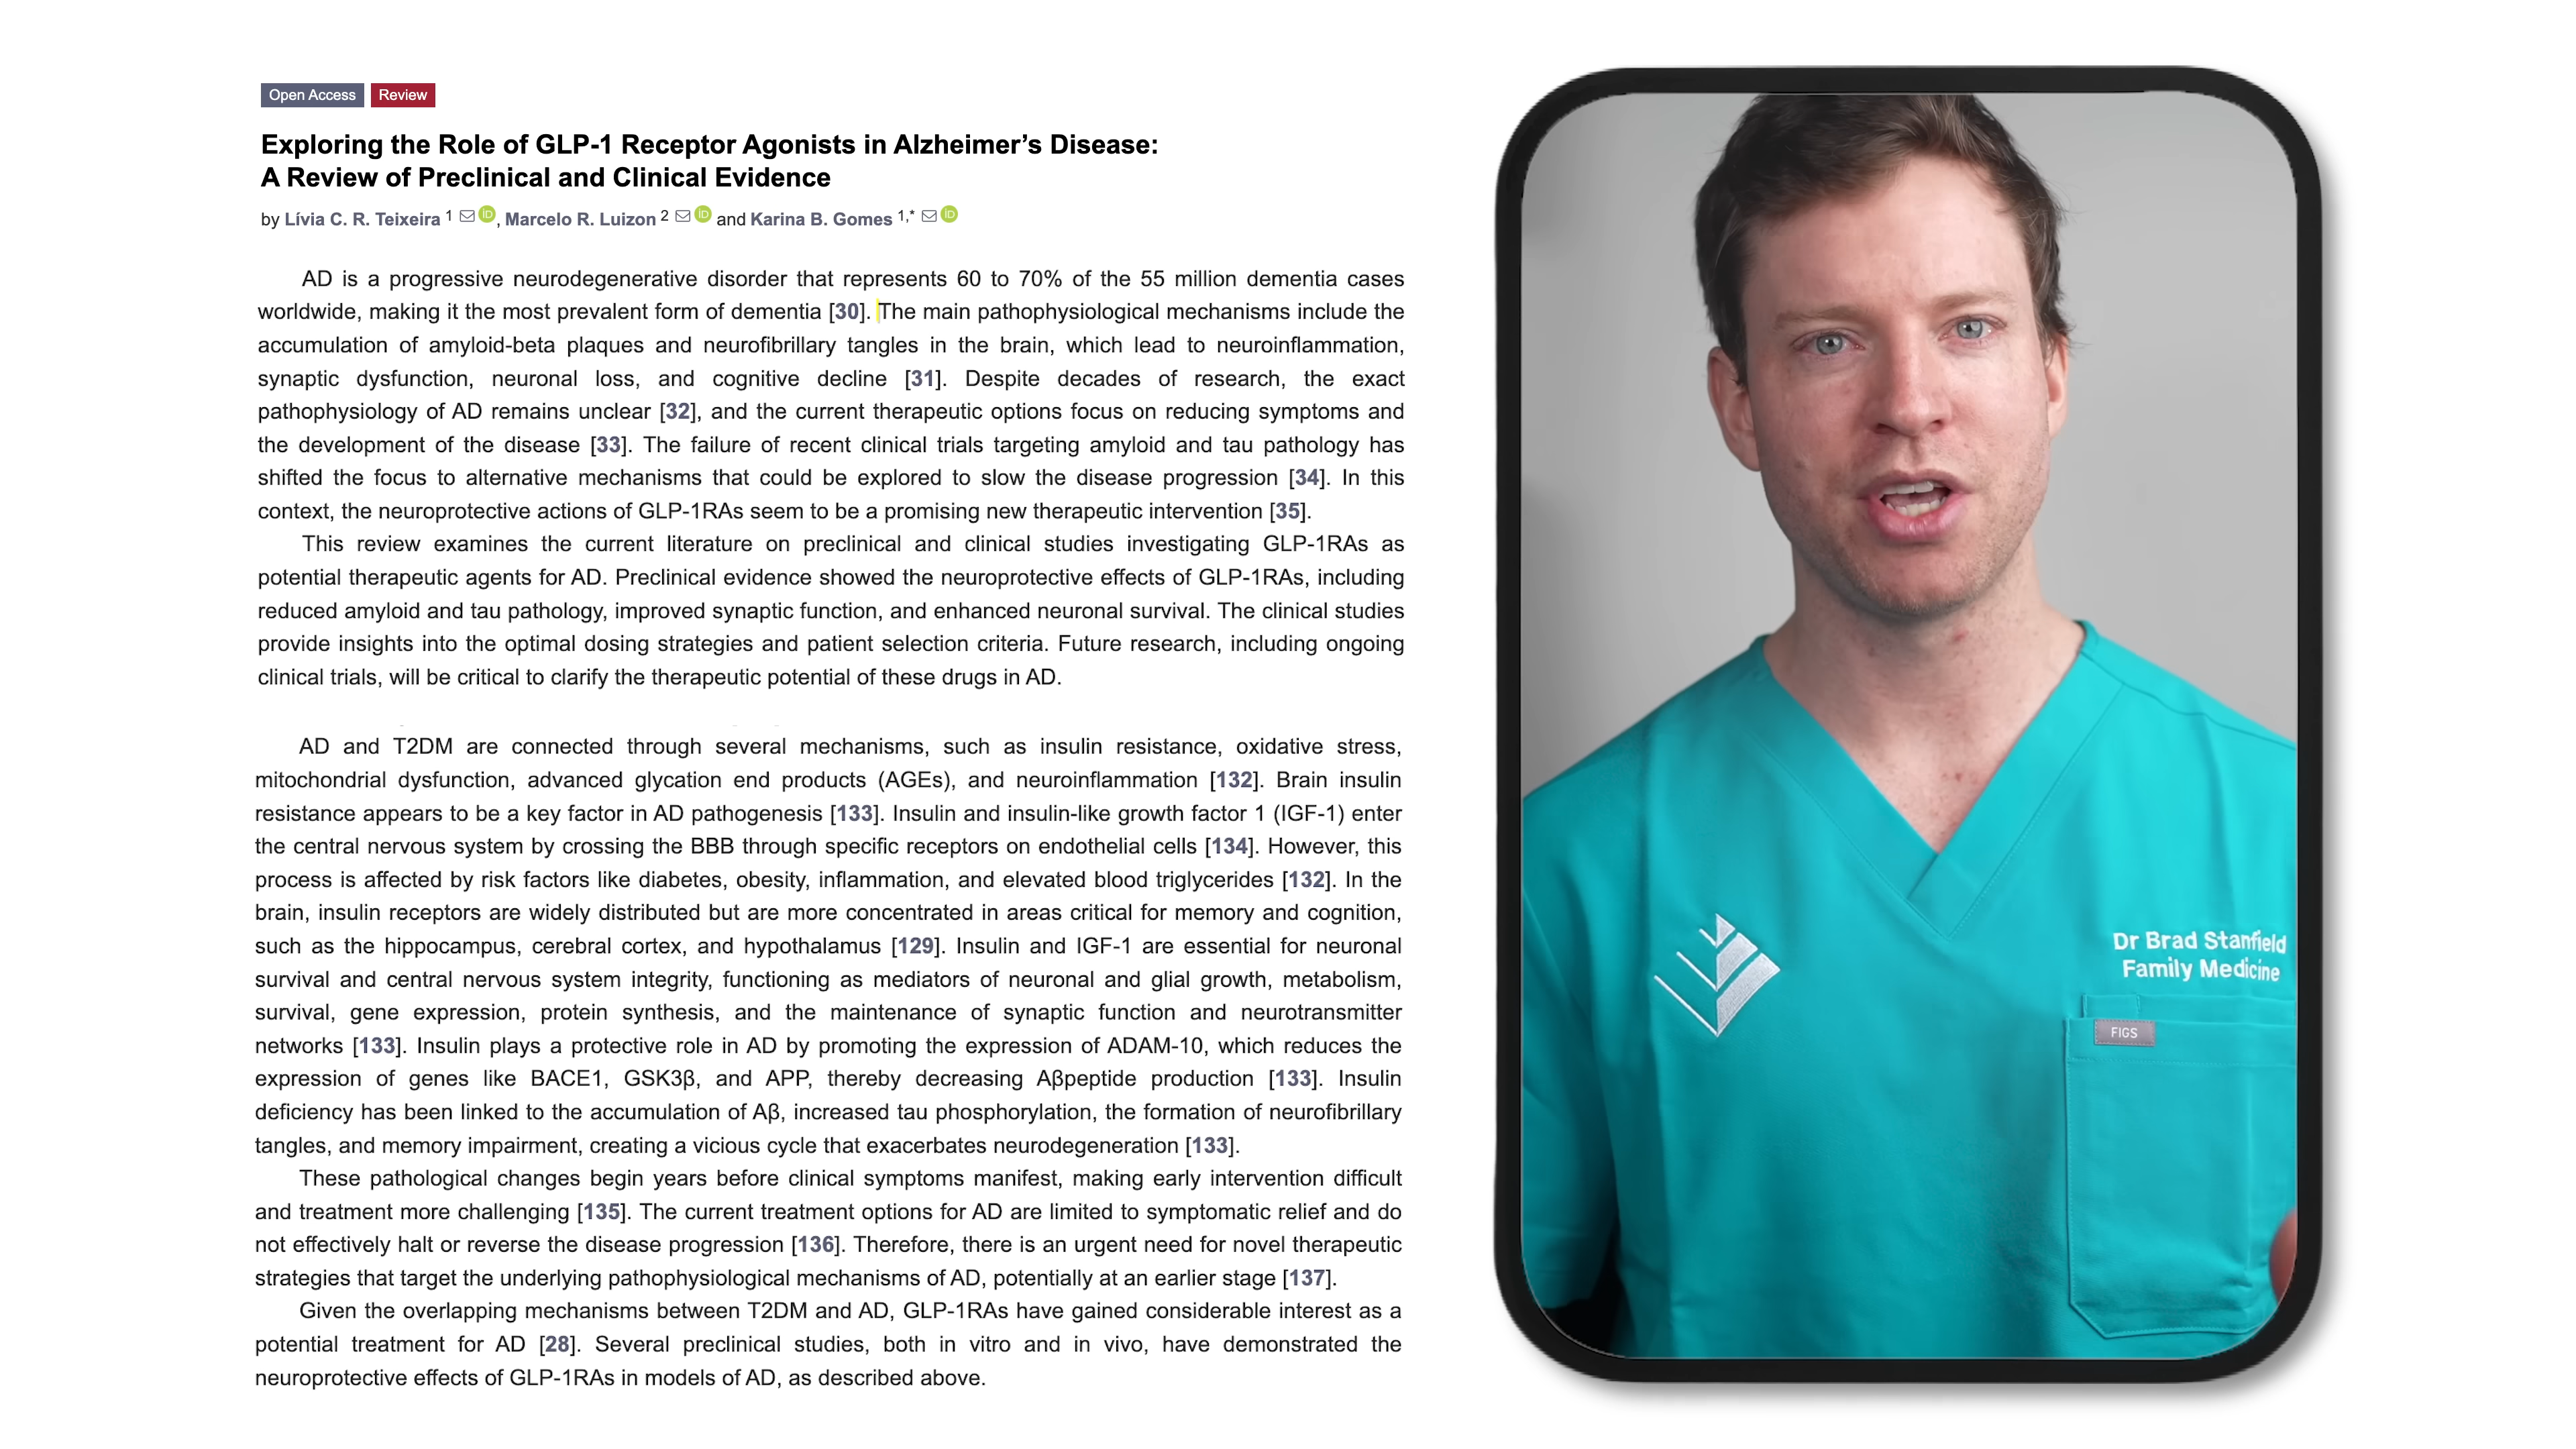 Open Access Review
Exploring the Role of GLP-1 Receptor Agonists in Alzheimer’s Disease:
A Review of Preclinical and Clinical Evidence
by Lívia C. R. Teixeira 1 iD, Marcelo R. Luizon 2 iD and Karina B. Gomes 1,* iD
AD is a progressive neurodegenerative disorder that represents 60 to 70% of the 55 million dementia cases
worldwide, making it the most prevalent form of dementia [30]. The main pathophysiological mechanisms include the
accumulation of amyloid-beta plaques and neurofibrillary tangles in the brain, which lead to neuroinflammation,
synaptic dysfunction, neuronal loss, and cognitive decline [31]. Despite decades of research, the exact
pathophysiology of AD remains unclear [32], and the current therapeutic options focus on reducing symptoms and
the development of the disease [33]. The failure of recent clinical trials targeting amyloid and tau pathology has
shifted the focus to alternative mechanisms that could be explored to slow the disease progression [34]. In this
context, the neuroprotective actions of GLP-1RAs seem to be a promising new therapeutic intervention [35].
This review examines the current literature on preclinical and clinical studies investigating GLP-1RAs as
potential therapeutic agents for AD. Preclinical evidence showed the neuroprotective effects of GLP-1RAs, including
reduced amyloid and tau pathology, improved synaptic function, and enhanced neuronal survival. The clinical studies
provide insights into the optimal dosing strategies and patient selection criteria. Future research, including ongoing
clinical trials, will be critical to clarify the therapeutic potential of these drugs in AD.
AD and T2DM are connected through several mechanisms, such as insulin resistance, oxidative stress,
mitochondrial dysfunction, advanced glycation end products (AGEs), and neuroinflammation [132]. Brain insulin
resistance appears to be a key factor in AD pathogenesis [133]. Insulin and insulin-like growth factor 1 (IGF-1) enter
the central nervous system by crossing the BBB through specific receptors on endothelial cells [134]. However, this
process is affected by risk factors like diabetes, obesity, inflammation, and elevated blood triglycerides [132]. In the
brain, insulin receptors are widely distributed but are more concentrated in areas critical for memory and cognition,
such as the hippocampus, cerebral cortex, and hypothalamus [129]. Insulin and IGF-1 are essential for neuronal
survival and central nervous system integrity, functioning as mediators of neuronal and glial growth, metabolism,
survival, gene expression, protein synthesis, and the maintenance of synaptic function and neurotransmitter
networks [133]. Insulin plays a protective role in AD by promoting the expression of ADAM-10, which reduces the
expression of genes like BACE1, GSK3β, and APP, thereby decreasing Aβpeptide production [133]. Insulin
deficiency has been linked to the accumulation of Aβ, increased tau phosphorylation, the formation of neurofibrillary
tangles, and memory impairment, creating a vicious cycle that exacerbates neurodegeneration [133].
These pathological changes begin years before clinical symptoms manifest, making early intervention difficult
and treatment more challenging [135]. The current treatment options for AD are limited to symptomatic relief and do
not effectively halt or reverse the disease progression [136]. Therefore, there is an urgent need for novel therapeutic
strategies that target the underlying pathophysiological mechanisms of AD, potentially at an earlier stage [137].
Given the overlapping mechanisms between T2DM and AD, GLP-1RAs have gained considerable interest as a
potential treatment for AD [28]. Several preclinical studies, both in vitro and in vivo, have demonstrated the
neuroprotective effects of GLP-1RAs in models of AD, as described above.
Dr Brad Stanfield
Family Medicine
FIGS